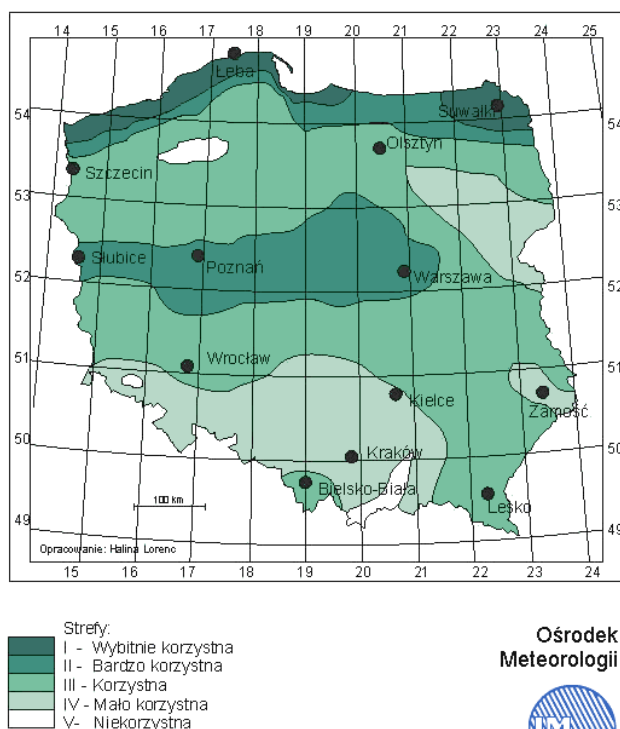 14 15 16 17 18 19 20 21 22 23 24 25
Łeba
54
Suwałki
54
Olsztyn
Szczecin
53
53
Słubice
Poznań
Warszawa
52
52
51
Wrocław
51
Kielce
Zamość
50
Kraków
50
Bielsko-Biała
Lesko
100 km
49
49
Opracowanie: Halina Lorenc
15 16 17 18 19 20 21 22 23 24
Strefy:
I - Wybitnie korzystna
II - Bardzo korzystna
III - Korzystna
IV - Mało korzystna
V- Niekorzystna
Ośrodek
Meteorologii
IM